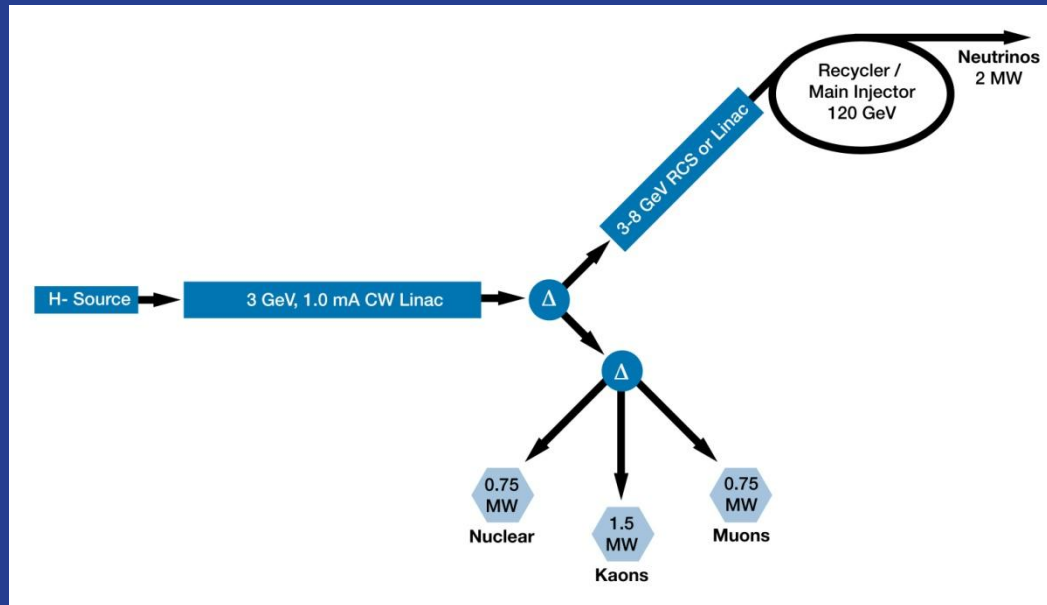 Neutrinos
2 MW
Recycler /
Main Injector
120 GeV
3-8 GeV RCS or Linac
H- Source
3 GeV, 1.0 mA CW Linac
Δ
Δ
0.75
MW
Nuclear
1.5
MW
Kaons
0.75
MW
Muons